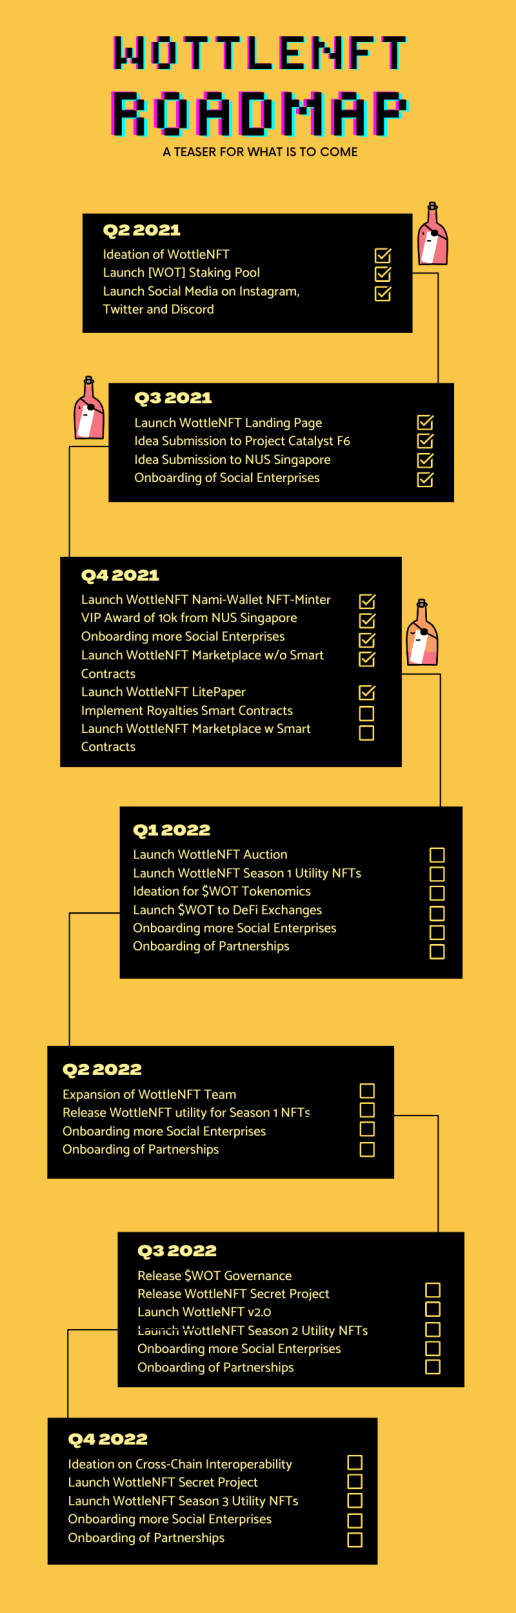 WOTTLENFT
ROADMAP
A TEASER FOR WHAT IS TO COME
Q2 2021
Ideation of WottleNFT
Launch [WOT] Staking Pool
Launch Social Media on Instagram,
Twitter and Discord
Q3 2021
Launch WottleNFT Landing Page
Idea Submission to Project Catalyst F6
Idea Submission to NUS Singapore
Onboarding of Social Enterprises
Q4 2021
Launch WottleNFT Nami-Wallet NFT-Minter
VIP Award of 10k from NUS Singapore
Onboarding more Social Enterprises
Launch WottleNFT Marketplace w/o Smart
Contracts
Launch WottleNFT LitePaper
Implement Royalties Smart Contracts
Launch WottleNFT Marketplace w Smart
Contracts
Q1 2022
Launch WottleNFT Auction
Launch WottleNFT Season 1 Utility NFTs
Ideation for $WOT Tokenomics
Launch $WOT to DeFi Exchanges
Onboarding more Social Enterprises
Onboarding of Partnerships
Q2 2022
Expansion of WottleNFT Team
Release WottleNFT utility for Season 1 NFTs
Onboarding more Social Enterprises
Onboarding of Partnerships
Q3 2022
Release $WOT Governance
Release WottleNFT Secret Project
Launch WottleNFT v2.0
Launch WottleNFT Season 2 Utility NFTs
Onboarding more Social Enterprises
Onboarding of Partnerships
Q4 2022
Ideation on Cross-Chain Interoperability
Launch WottleNFT Secret Project
Launch WottleNFT Season 3 Utility NFTs
Onboarding more Social Enterprises
Onboarding of Partnerships